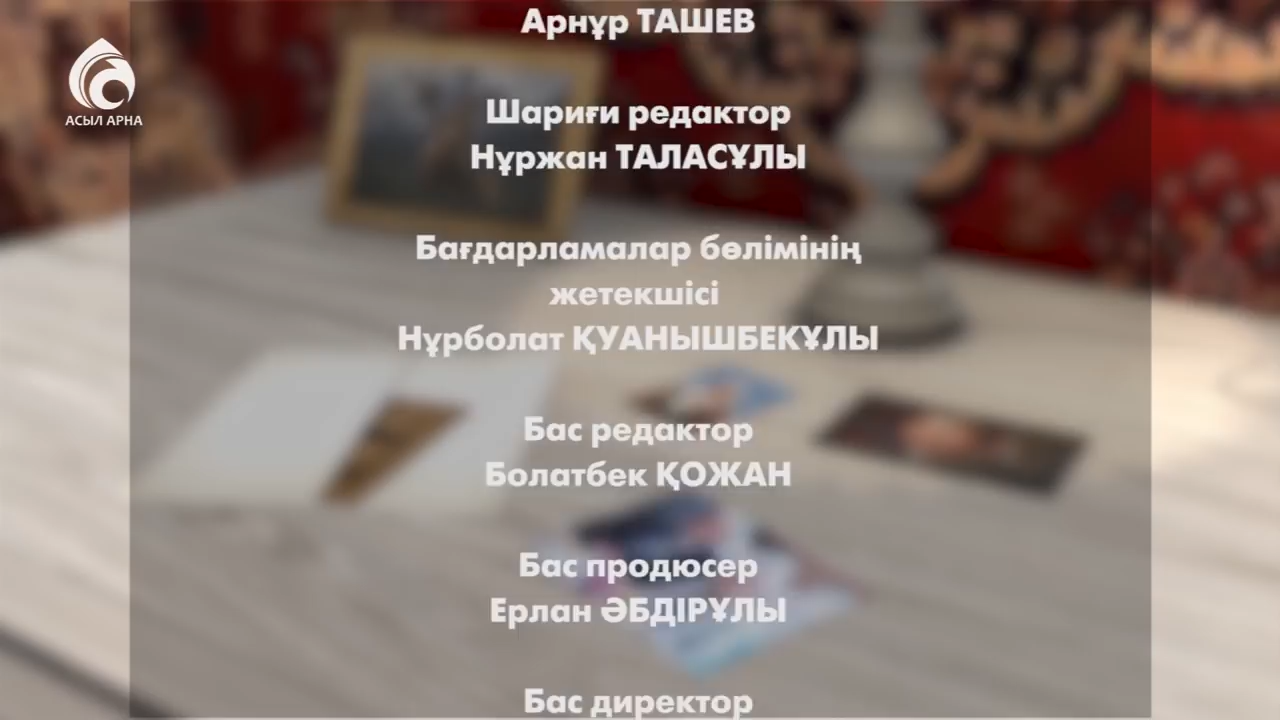 Арнұр ТАШЕВ
АСЫЛ АРНА
Шариғи редактор
Нұржан ТАЛАСҰЛЫ
Бағдарламалар бөлімінің
жетекшісі
Нұрболат ҚУАНЫШБЕКҰЛЫ
Бас редактор
Болатбек ҚОЖАН
Бас продюсер
Ерлан ӘБДІРҰЛЫ
Бас директор